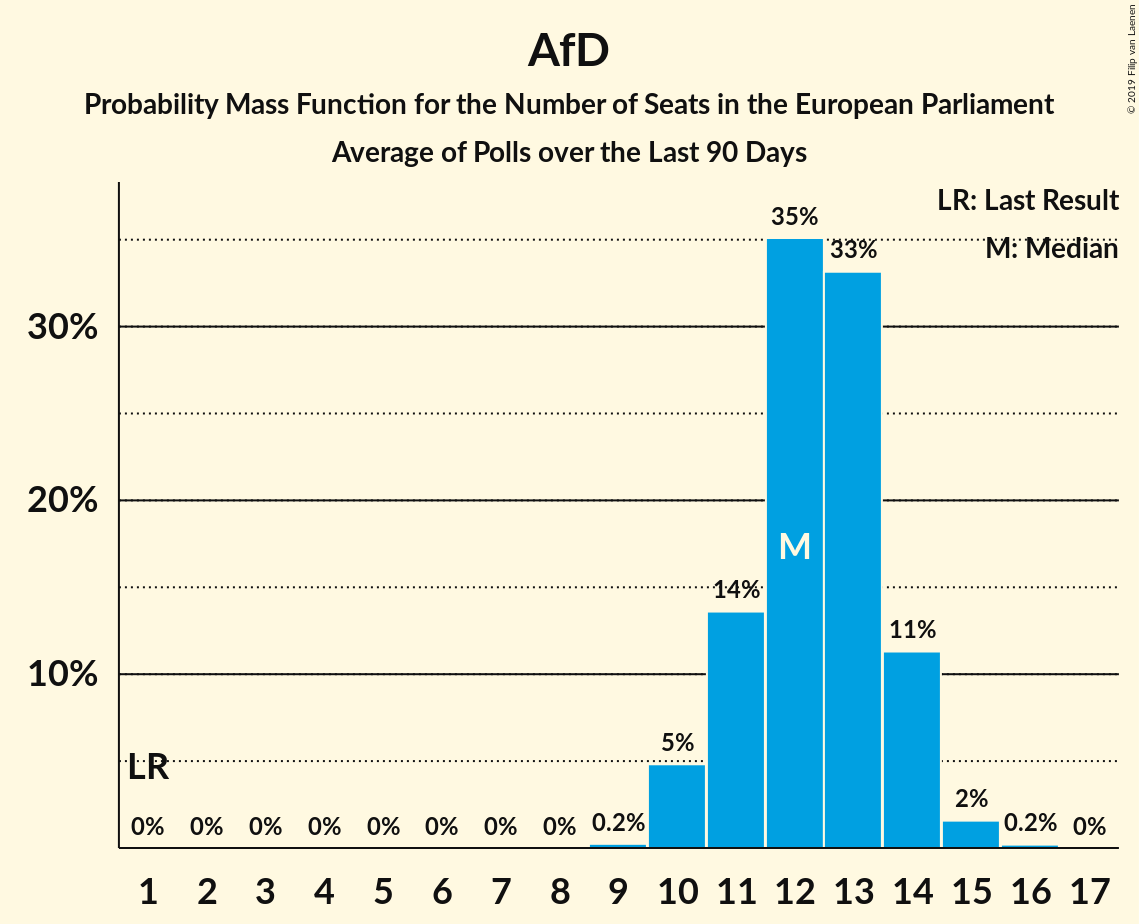 AfD
Probability Mass Function for the Number of Seats in the European Parliament
Average of Polls over the Last 90 Days
© 2019 Filip van Laenen
LR: Last Result
M: Median
35%
33%
30%
20%
M
14%
11%
10%
5%
LR
2%
0% 0% 0% 0% 0% 0% 0% 0% 0.2% 0.2% 0%
1 2 3 4 5 6 7 8 9 10 11 12 13 14 15 16 17